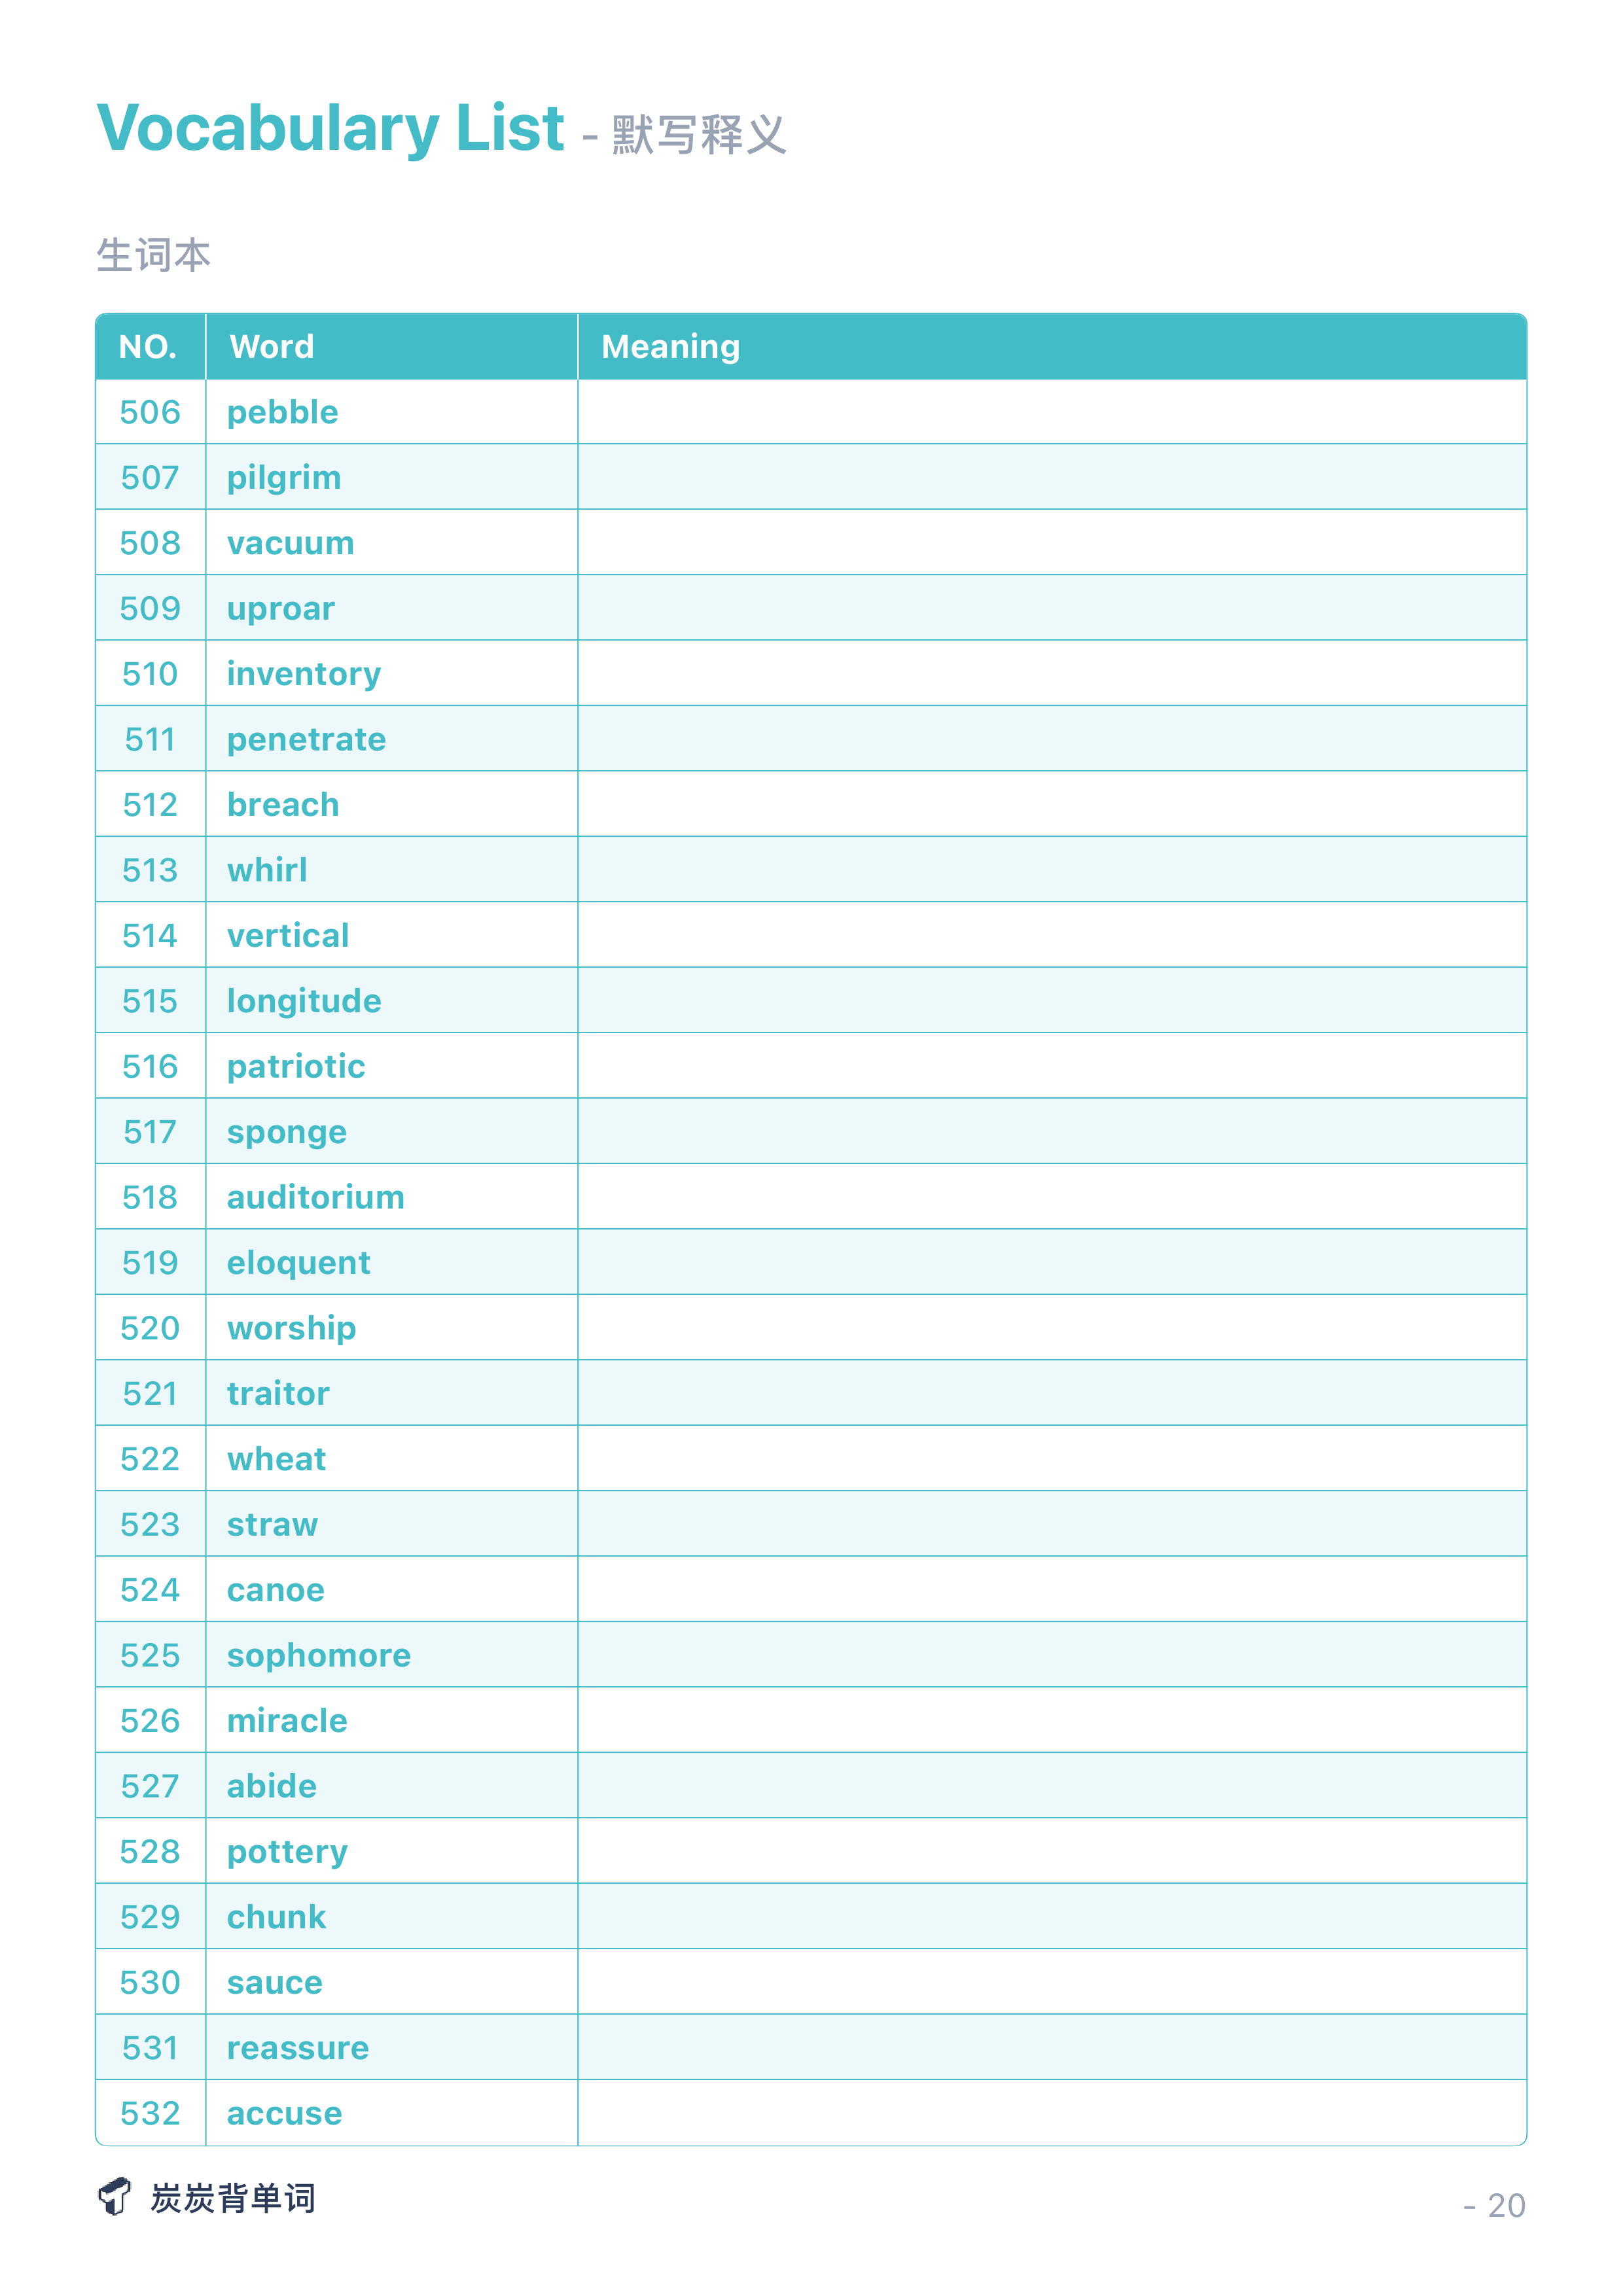 Vocabulary List - 默写释义
生词本
NO. Word Meaning
506 pebble
507 pilgrim
508 vacuum
509 uproar
510 inventory
511 penetrate
512 breach
513 whirl
514 vertical
515 longitude
516 patriotic
517 sponge
518 auditorium
519 eloquent
520 worship
521 traitor
522 wheat
523 straw
524 canoe
525 sophomore
526 miracle
527 abide
528 pottery
529 chunk
530 sauce
531 reassure
532 accuse
炭炭背单词
- 20